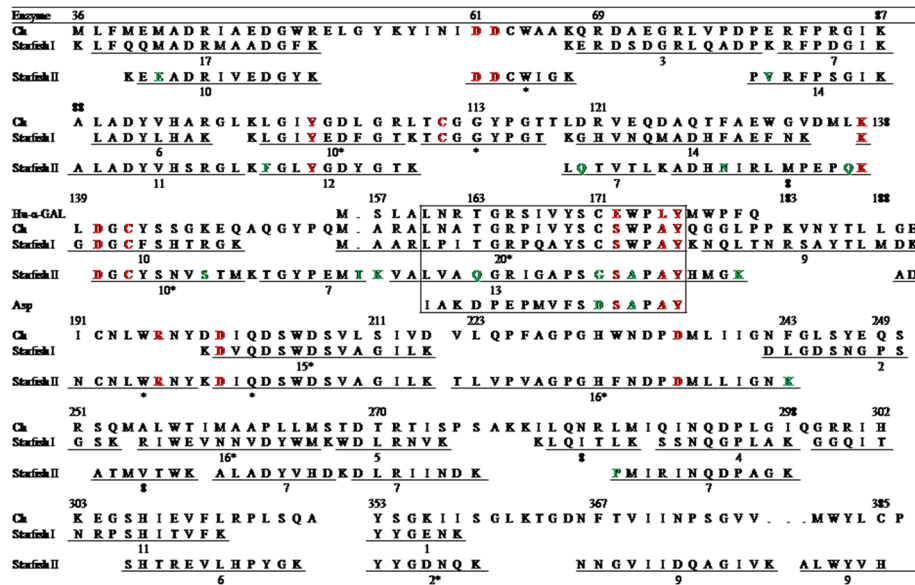 Enzyme 36 61 69 87
Ch M L F M E M A D R I A E D G W R E L G Y K Y I N I D D C W A A K Q R D A E G R L V P D P E R F P R G I K
Starfish I K L F Q Q M A D R M A A D G F K K E R D S D G R L Q A D P K R F P R G I K
17 3 7
Starfish II K E E A D R I V E D G Y K D D C W I G K P V R F P S G I K
10 * 14
88 113 121
Ch A L A D Y V H A R G L K L G I Y G D L G R L T C G G Y P G T T L D R V E Q D A Q T F A E W G V D M L K 138
Starfish I L A D Y L H A K K L G I Y E D F G T K T C G G Y P G T K G H V N Q M A D H F A E F N K K
6 10* * 14
Starfish II A L A D Y V H S R G L K F G L Y G D Y G T K L Q T V T L K A D H N I R L M P E P Q K
11 12 7 8
139 157 163 171 183 188
Hu-α-GAL M . S L A L N R T G R S I V Y S C E W P L Y M W P F Q
Ch L D G C Y S S G K E Q A Q G Y P Q M . A R A L N A T G R P I V Y S C S W P A Y Q G G L P P K V N Y T L L G E
Starfish I G D G C F S H T R G K M . A A R L P I T G R P Q A Y S C S W P A Y K N Q L T N R S A Y T L M D K
10 20*
Starfish II D G C Y S N V S T M K T G Y P E M T K V A L V A Q G R I G A P S G S A P A Y H M G K A D
10* 7 13
Asp I A K D P E P M V F S D S A P A Y
191 211 223 243 249
Ch I C N L W R N Y D D I Q D S W D S V L S I V D V L Q P F A G P G H W N D P D M L I I G N F G L S Y E Q S
Starfish I K D V Q D S W D S V A G I L K D L G D S N G P S
15* 2
Starfish II N C N L W R N Y K D I Q D S W D S V A G I L K T L V P V A G P G H F N D P D M L L I G N K
* * 16*
251 270 298 302
Ch R S Q M A L W T I M A A P L L M S T D T R T I S P S A K K I L Q N R L M I Q I N Q D P L G I Q G R R I H
Starfish I G S K R I W E V N N V D Y W M K W D L R N V K K L Q I T L K S S N Q G P L A K G G Q I T
16* 5 8 4
Starfish II A T M V T W K A L A D Y V H D K D L R I I N D K P M I R I N Q D P A G K
8 7 7 7
303 353 367 385
Ch K E G S H I E V F L R P L S Q A Y S G K I I S G L K T G D N F T V I I N P S G V V . . . M W Y L C P
Starfish I N R P S H I T V F K Y Y G E N K
11 1
Starfish II S H T R E V L H P Y G K Y Y G D N Q K N N G V I I D Q A G I V K A L W Y V H
6 2* 9 9